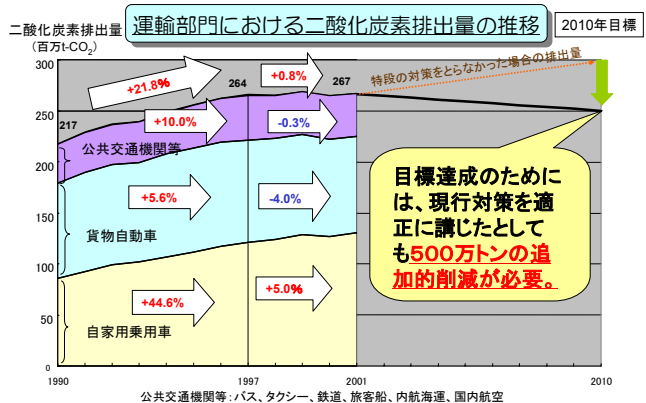 運輸部門における二酸化炭素排出量の推移
2010年目標
二酸化炭素排出量
(百万t-CO2)
300
250
200
150
100
50
0
217
+21.8%
264
+0.8%
267
特段の対策をとらなかった場合の排出量
+10.0%
-0.3%
公共交通機関等
+5.6%
-4.0%
貨物自動車
+44.6%
+5.0%
自家用乗用車
目標達成のために
は、現行対策を適
正に講じたとして
も500万トンの追
加的削減が必要。
1990
1997
2001
2010
公共交通機関等:バス、タクシー、鉄道、旅客船、内航海運、国内航空